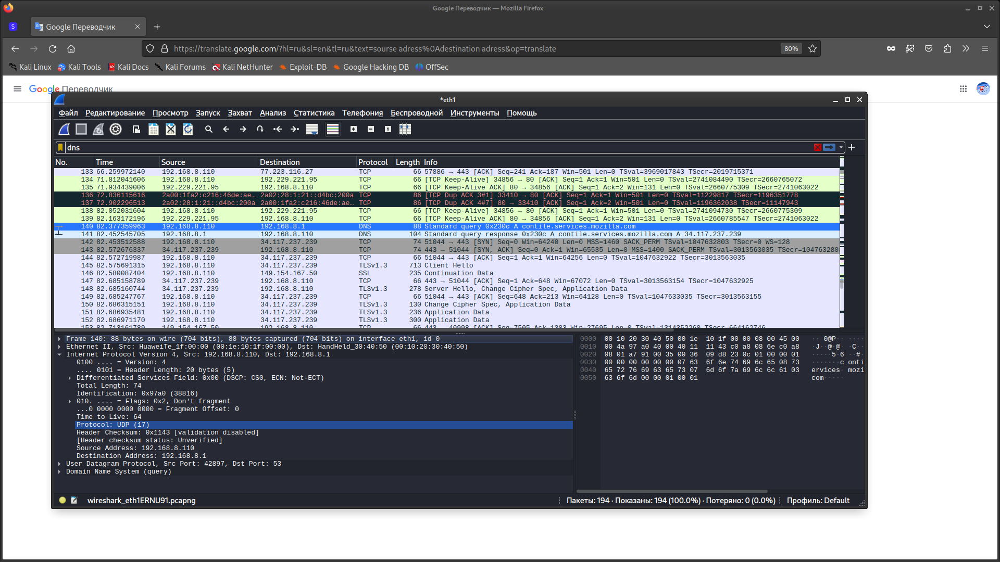 Google Переводчик — Mozilla Firefox
S
Google Переводчик
https://translate.google.com/?hl=ru&sl=en&tl=ru&text=sourse adress%0Adestination adress&op=translate
80%
Kali Linux
Kali Tools
Kali Docs
Kali Forums
Kali NetHunter
Exploit-DB
Google Hacking DB
OffSec
Google Переводчик
*eth1
Файл Редактирование Просмотр Запуск Захват Анализ Статистика Телефония Беспроводной Инструменты Помощь
dns
No. Time Source Destination Protocol Length Info
133 66.259972140 192.168.8.110 77.223.116.27 TCP 66 57886 → 443 [ACK] Seq=241 Ack=187 Win=501 Len=0 TSval=3969017843 TSecr=2019715371
134 71.812041606 192.168.8.110 192.229.221.95 TCP 66 [TCP Keep-Alive] 34856 → 80 [ACK] Seq=1 Ack=1 Win=501 Len=0 TSval=2741084490 TSecr=2660765072
135 71.934439006 192.229.221.95 192.168.8.110 TCP 66 [TCP Keep-Alive ACK] 80 → 34856 [ACK] Seq=1 Ack=2 Win=131 Len=0 TSval=2660775309 TSecr=2741063022
136 72.836115616 2a00:1fa2:c216:46de:ae… 2a02:28:1:21::d4bc:200a TCP 86 [TCP Dup ACK 3#1] 33410 → 80 [ACK] Seq=1 Ack=1 Win=501 Len=0 TSval=11229817 TSecr=1196351778
137 72.902296513 2a02:28:1:21::d4bc:200a 2a00:1fa2:c216:46de:ae… TCP 86 [TCP Dup ACK 4#7] 80 → 33410 [ACK] Seq=1 Ack=2 Win=501 Len=0 TSval=1196362038 TSecr=11147943
138 82.052031604 192.168.8.110 192.229.221.95 TCP 66 [TCP Keep-Alive] 34856 → 80 [ACK] Seq=1 Ack=1 Win=501 Len=0 TSval=2741094730 TSecr=2660775309
139 82.163172196 192.229.221.95 192.168.8.110 TCP 66 [TCP Keep-Alive ACK] 80 → 34856 [ACK] Seq=1 Ack=2 Win=131 Len=0 TSval=2660785547 TSecr=2741063022
140 82.377359963 192.168.8.110 192.168.8.1 DNS 88 Standard query 0x230c A contile.services.mozilla.com
141 82.452545705 192.168.8.1 192.168.8.110 DNS 104 Standard query response 0x230c A contile.services.mozilla.com A 34.117.237.239
142 82.453512588 192.168.8.110 34.117.237.239 TCP 74 51044 → 443 [SYN] Seq=0 Win=64240 Len=0 MSS=1460 SACK_PERM TSval=1047632803 TSecr=0 WS=128
143 82.572676337 34.117.237.239 192.168.8.110 TCP 74 443 → 51044 [SYN, ACK] Seq=0 Ack=1 Win=65535 Len=0 MSS=1400 SACK_PERM TSval=3013563035 TSecr=104763280
144 82.572719987 192.168.8.110 34.117.237.239 TCP 66 51044 → 443 [ACK] Seq=1 Ack=1 Win=64256 Len=0 TSval=1047632922 TSecr=3013563035
145 82.575691315 192.168.8.110 34.117.237.239 TLSv1.3 713 Client Hello
146 82.580087404 192.168.8.110 149.154.167.50 SSL 235 Continuation Data
147 82.685158789 34.117.237.239 192.168.8.110 TCP 66 443 → 51044 [ACK] Seq=1 Ack=648 Win=67072 Len=0 TSval=3013563154 TSecr=1047632925
148 82.685160744 34.117.237.239 192.168.8.110 TLSv1.3 278 Server Hello, Change Cipher Spec, Application Data
149 82.685247767 192.168.8.110 34.117.237.239 TCP 66 51044 → 443 [ACK] Seq=648 Ack=213 Win=64128 Len=0 TSval=1047633035 TSecr=3013563155
150 82.686315151 192.168.8.110 34.117.237.239 TLSv1.3 130 Change Cipher Spec, Application Data
151 82.686935481 192.168.8.110 34.117.237.239 TLSv1.3 236 Application Data
152 82.686971170 192.168.8.110 34.117.237.239 TLSv1.3 300 Application Data
153 82.713161789 149.154.167.50 192.168.8.110 TCP 66 443 → 40998 [ACK] Seq=7505 Ack=1383 Win=27695 Len=0 TSval=1314352260 TSecr=664162746
Frame 140: 88 bytes on wire (704 bits), 88 bytes captured (704 bits) on interface eth1, id 0
Ethernet II, Src: HuaweiTe_1f:00:00 (00:1e:10:1f:00:00), Dst: HandHeld_30:40:50 (00:10:20:30:40:50)
Internet Protocol Version 4, Src: 192.168.8.110, Dst: 192.168.8.1
0100 .... = Version: 4
.... 0101 = Header Length: 20 bytes (5)
Differentiated Services Field: 0x00 (DSCP: CS0, ECN: Not-ECT)
Total Length: 74
Identification: 0x97a0 (38816)
010. .... = Flags: 0x2, Don't fragment
...0 0000 0000 0000 = Fragment Offset: 0
Time to Live: 64
Protocol: UDP (17)
Header Checksum: 0x1143 [validation disabled]
[Header checksum status: Unverified]
Source Address: 192.168.8.110
Destination Address: 192.168.8.1
User Datagram Protocol, Src Port: 42897, Dst Port: 53
Domain Name System (query)
0000 00 10 20 30 40 50 00 1e 10 1f 00 00 08 00 45 00 ·· 0@P·· ·····
0010 00 4a 97 a0 40 00 40 11 11 43 c0 a8 08 6e c0 a8 ·J··@·@· ·C··
0020 08 01 a7 91 00 35 00 36 09 d8 23 0c 01 00 00 01 ·····5·6 ··#·
0030 00 00 00 00 00 00 07 63 6f 6e 74 69 6c 65 08 73 ·······c onti
0040 65 72 76 69 63 65 73 07 6d 6f 7a 69 6c 6c 61 03 ervices· mozi
0050 63 6f 6d 00 00 01 00 01 com·····
wireshark_eth1ERNU91.pcapng
Пакеты: 194 · Показаны: 194 (100.0%) · Потеряно: 0 (0.0%)
Профиль: Default